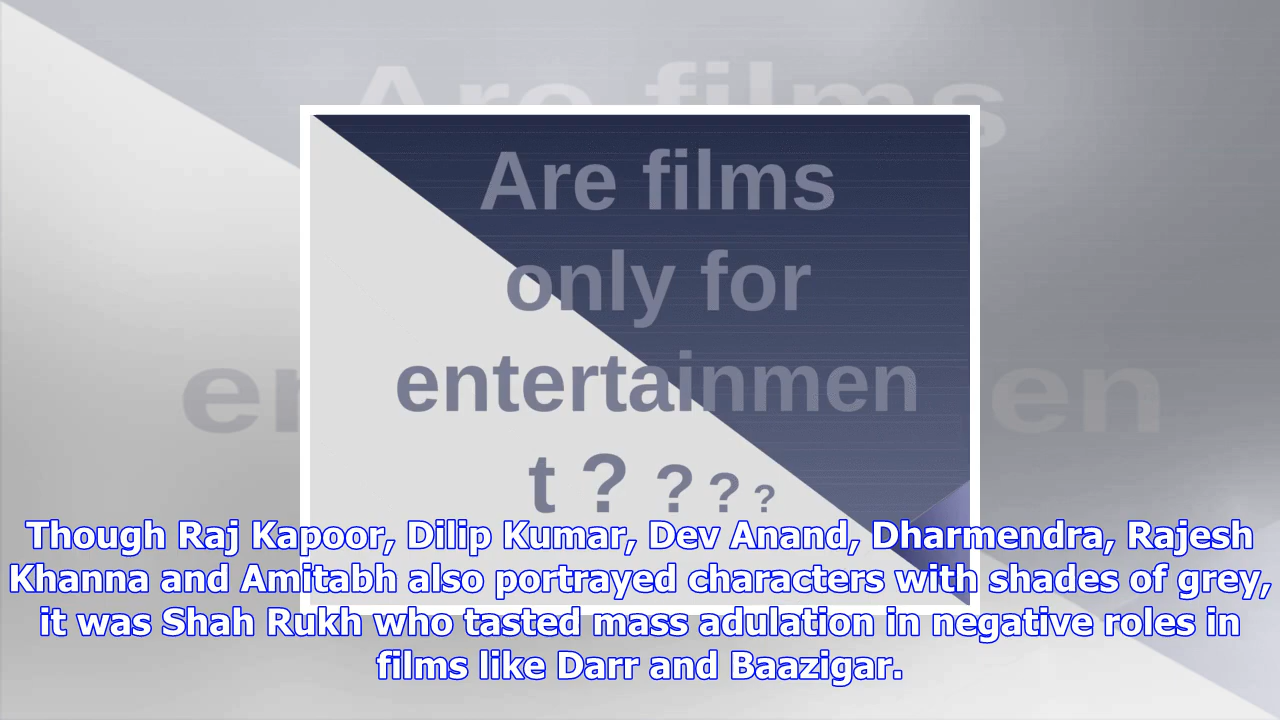 Are films
only for
entertainmen
t ? ? ? ?
Though Raj Kapoor, Dilip Kumar, Dev Anand, Dharmendra, Rajesh
Khanna and Amitabh also portrayed characters with shades of grey,
it was Shah Rukh who tasted mass adulation in negative roles in
films like Darr and Baazigar.